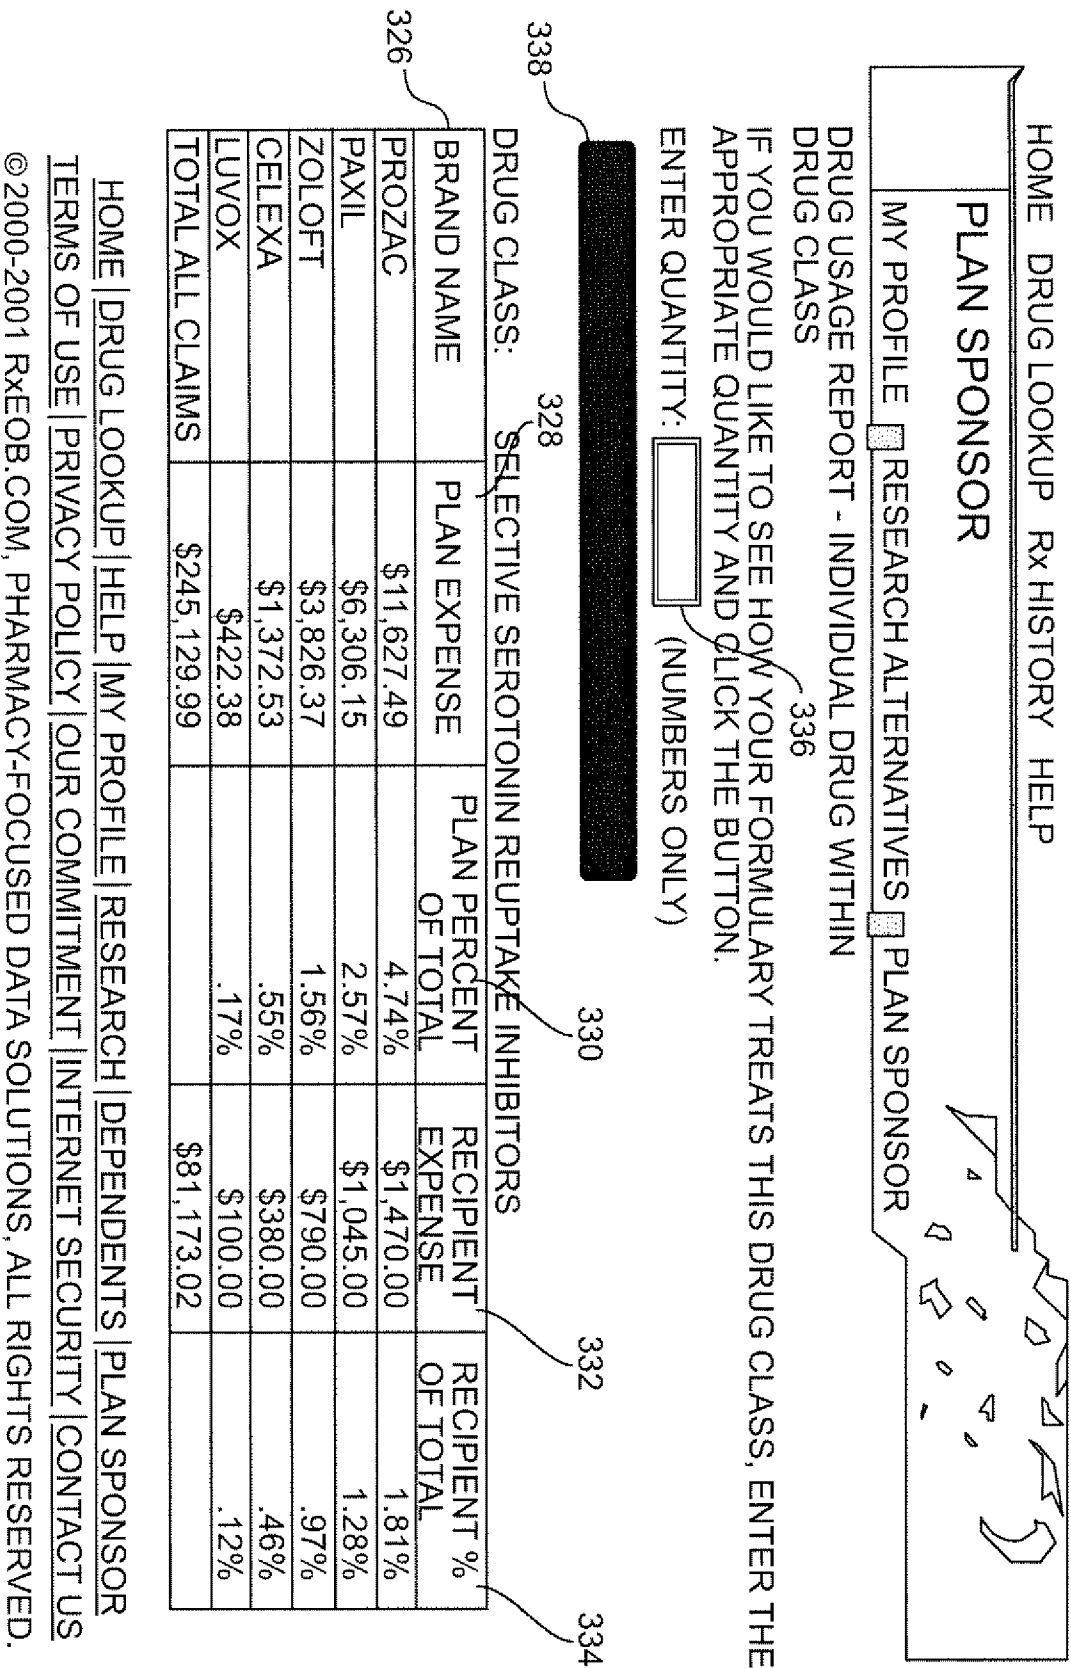 HOME DRUG LOOKUP Rx HISTORY HELP
PLAN SPONSOR
MY PROFILE RESEARCH ALTERNATIVES PLAN SPONSOR
DRUG USAGE REPORT - INDIVIDUAL DRUG WITHIN
DRUG CLASS
336
IF YOU WOULD LIKE TO SEE HOW YOUR FORMULARY TREATS THIS DRUG CLASS, ENTER THE
APPROPRIATE QUANTITY AND CLICK THE BUTTON.
ENTER QUANTITY: (NUMBERS ONLY)
338
328 330 332 334
DRUG CLASS: SELECTIVE SEROTONIN REUPTAKE INHIBITORS
326
BRAND NAME PLAN EXPENSE PLAN PERCENT OF TOTAL RECIPIENT EXPENSE RECIPIENT % OF TOTAL
PROZAC $11,627.49 4.74% $1,470.00 1.81%
PAXIL $6,306.15 2.57% $1,045.00 1.28%
ZOLOFT $3,826.37 1.56% $790.00 .97%
CELEXA $1,372.53 .55% $380.00 .46%
LUVOX $422.38 .17% $100.00 .12%
TOTAL ALL CLAIMS $245,129.99 $81,173.02
HOME | DRUG LOOKUP | HELP | MY PROFILE | RESEARCH | DEPENDENTS | PLAN SPONSOR
TERMS OF USE | PRIVACY POLICY | OUR COMMITMENT | INTERNET SECURITY | CONTACT US
©2000-2001 RxEOB.COM, PHARMACY-FOCUSED DATA SOLUTIONS, ALL RIGHTS RESERVED.